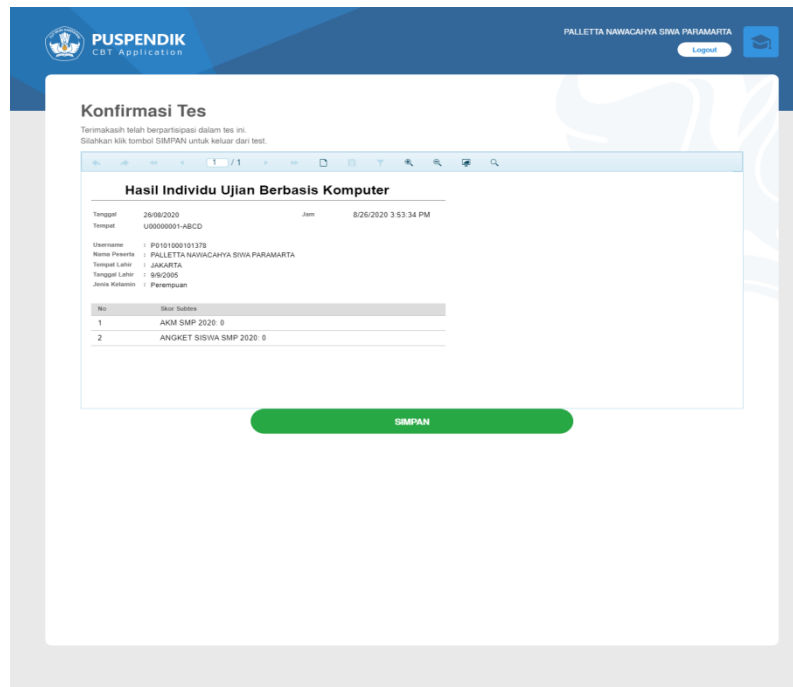 PUSPENDIK
CBT Application
PALLETTA NAWACAHYA SIWA PARAMARTA
Logout
Konfirmasi Tes
Terimakasih telah berpartisipasi dalam tes ini.
Silahkan klik tombol SIMPAN untuk keluar dari test.
1 / 1
Hasil Individu Ujian Berbasis Komputer
Tanggal 26/08/2020 Jam 8/26/2020 3:53:34 PM
Tempat U00000001-ABCD
Username : P0101000101378
Nama Peserta : PALLETTA NAWACAHYA SIWA PARAMARTA
Tempat Lahir : JAKARTA
Tanggal Lahir : 9/9/2005
Jenis Kelamin : Perempuan
No Skor Subtes
1 AKM SMP 2020: 0
2 ANGKET SISWA SMP 2020: 0
SIMPAN